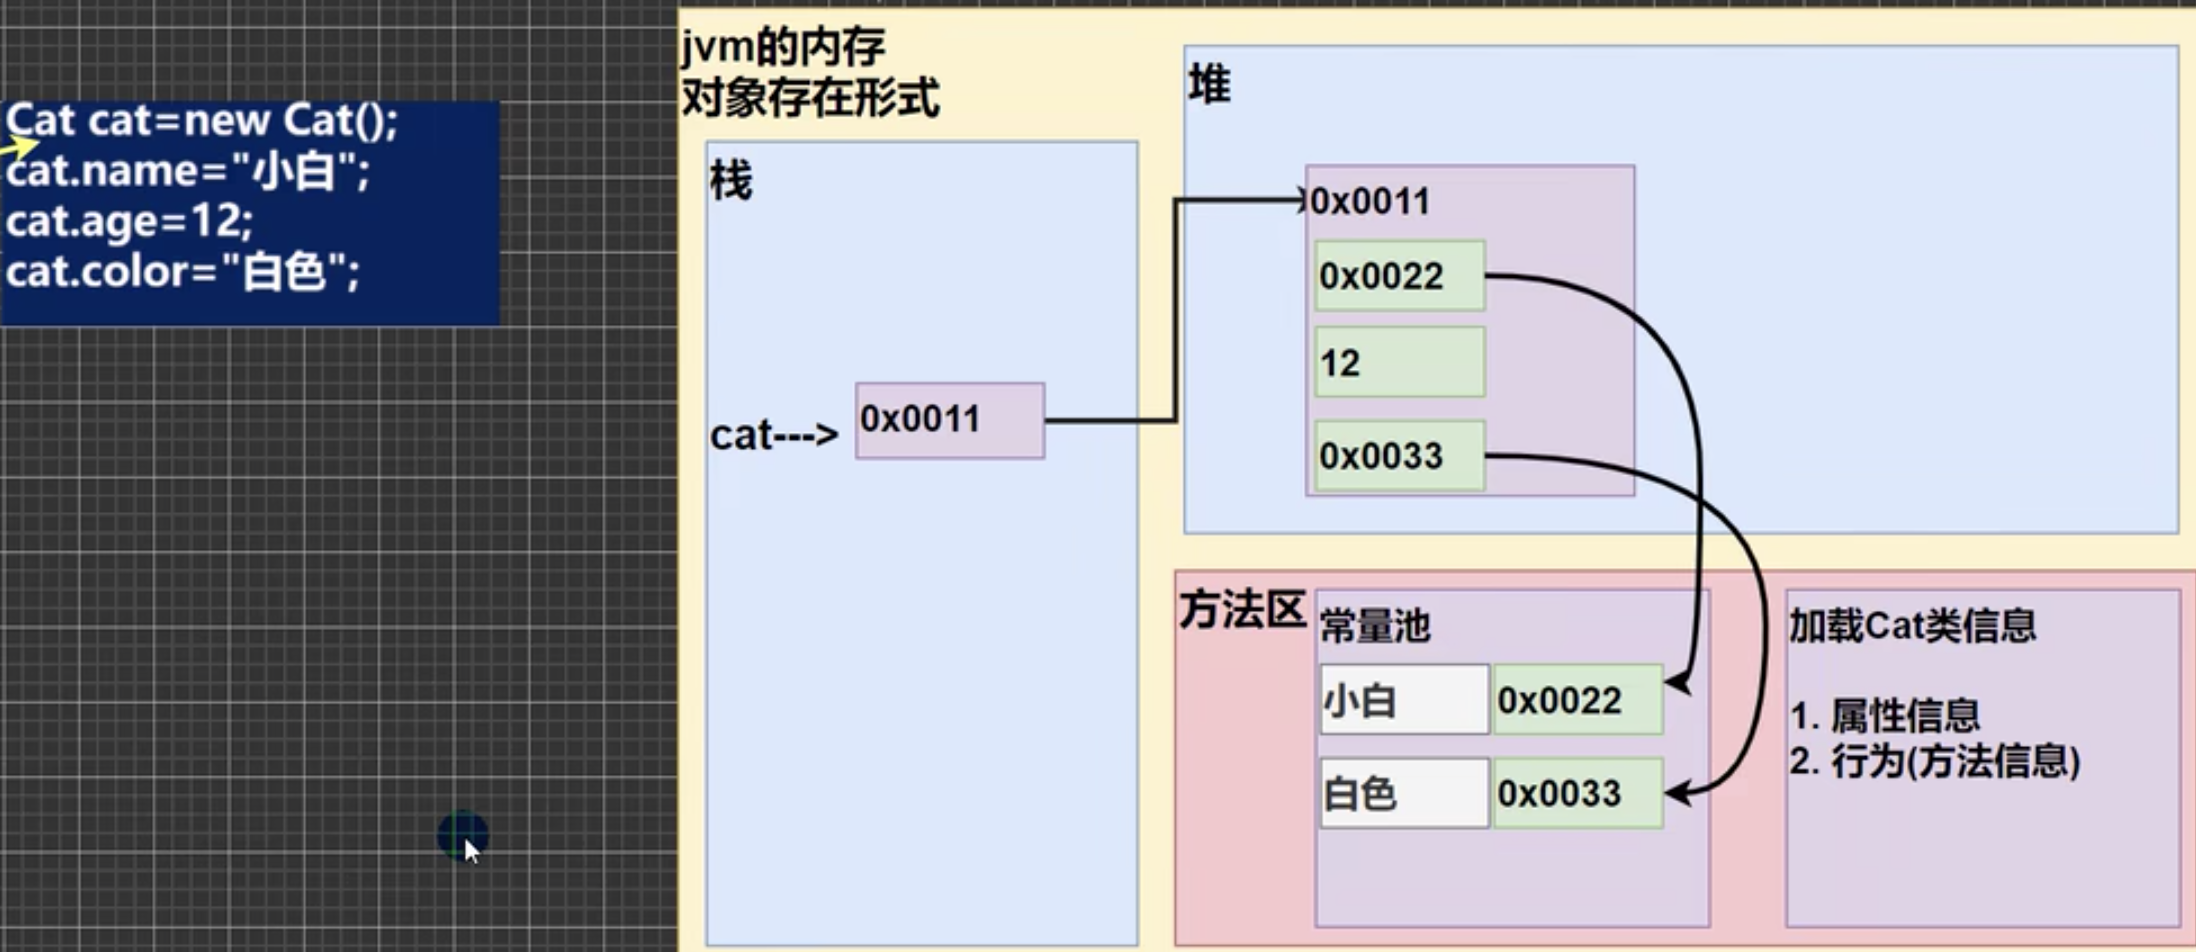 Cat cat=new Cat();
cat.name="小白";
cat.age=12;
cat.color="白色";
jvm的内存
对象存在形式
栈
cat--->
0x0011
堆
0x0011
0x0022
12
0x0033
方法区
常量池
小白
0x0022
白色
0x0033
加载Cat类信息
1. 属性信息
2. 行为(方法信息)